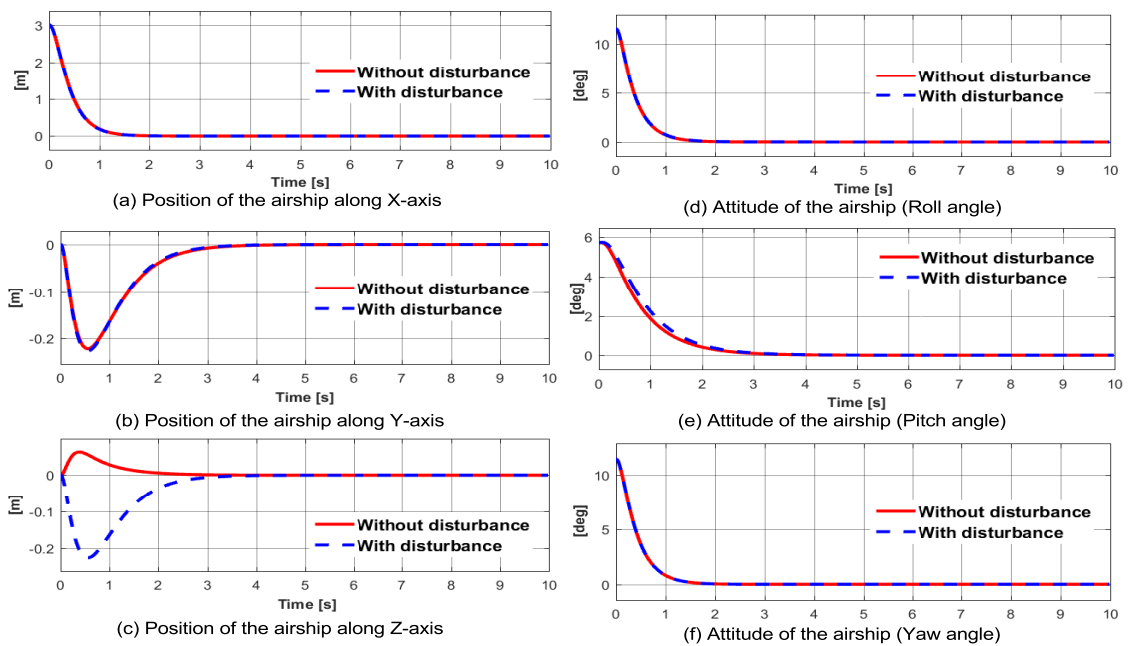 3
2
1
0
[m]
Without disturbance
With disturbance
0 1 2 3 4 5 6 7 8 9 10
Time [s]
(a) Position of the airship along X-axis
0
-0.1
-0.2
[m]
Without disturbance
With disturbance
0 1 2 3 4 5 6 7 8 9 10
Time [s]
(b) Position of the airship along Y-axis
0
-0.1
-0.2
[m]
Without disturbance
With disturbance
0 1 2 3 4 5 6 7 8 9 10
Time [s]
(c) Position of the airship along Z-axis
10
5
0
[deg]
Without disturbance
With disturbance
0 1 2 3 4 5 6 7 8 9 10
Time [s]
(d) Attitude of the airship (Roll angle)
6
4
2
0
[deg]
Without disturbance
With disturbance
0 1 2 3 4 5 6 7 8 9 10
Time [s]
(e) Attitude of the airship (Pitch angle)
10
5
0
[deg]
Without disturbance
With disturbance
0 1 2 3 4 5 6 7 8 9 10
Time [s]
(f) Attitude of the airship (Yaw angle)